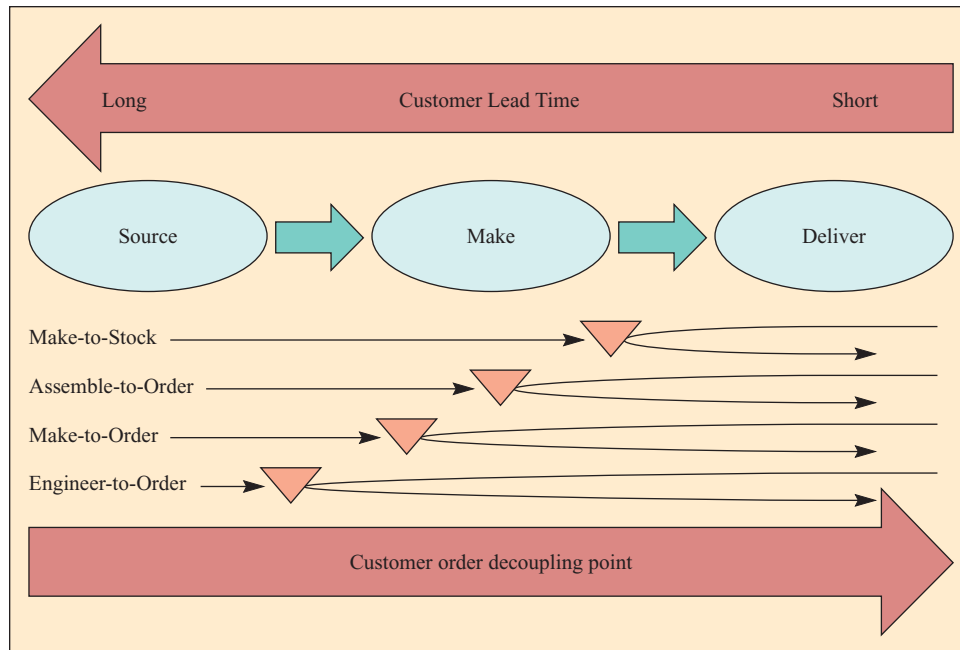 Long Customer Lead Time Short
Source Make Deliver
Make-to-Stock
Assemble-to-Order
Make-to-Order
Engineer-to-Order
Customer order decoupling point